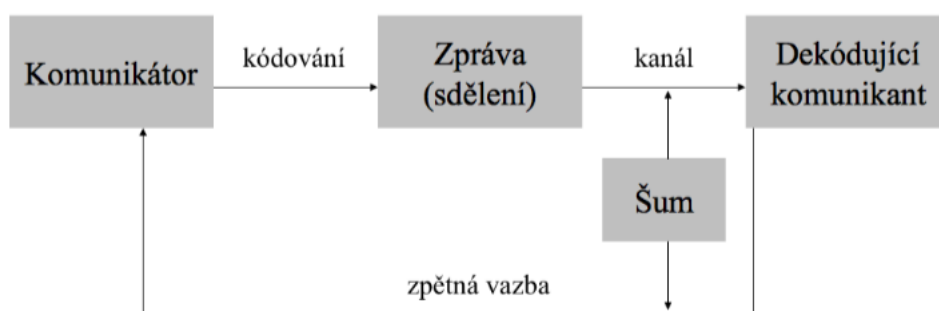 Komunikátor
kódování
Zpráva
(sdělení)
kanál
Dekódující
komunikant
Šum
zpětná vazba